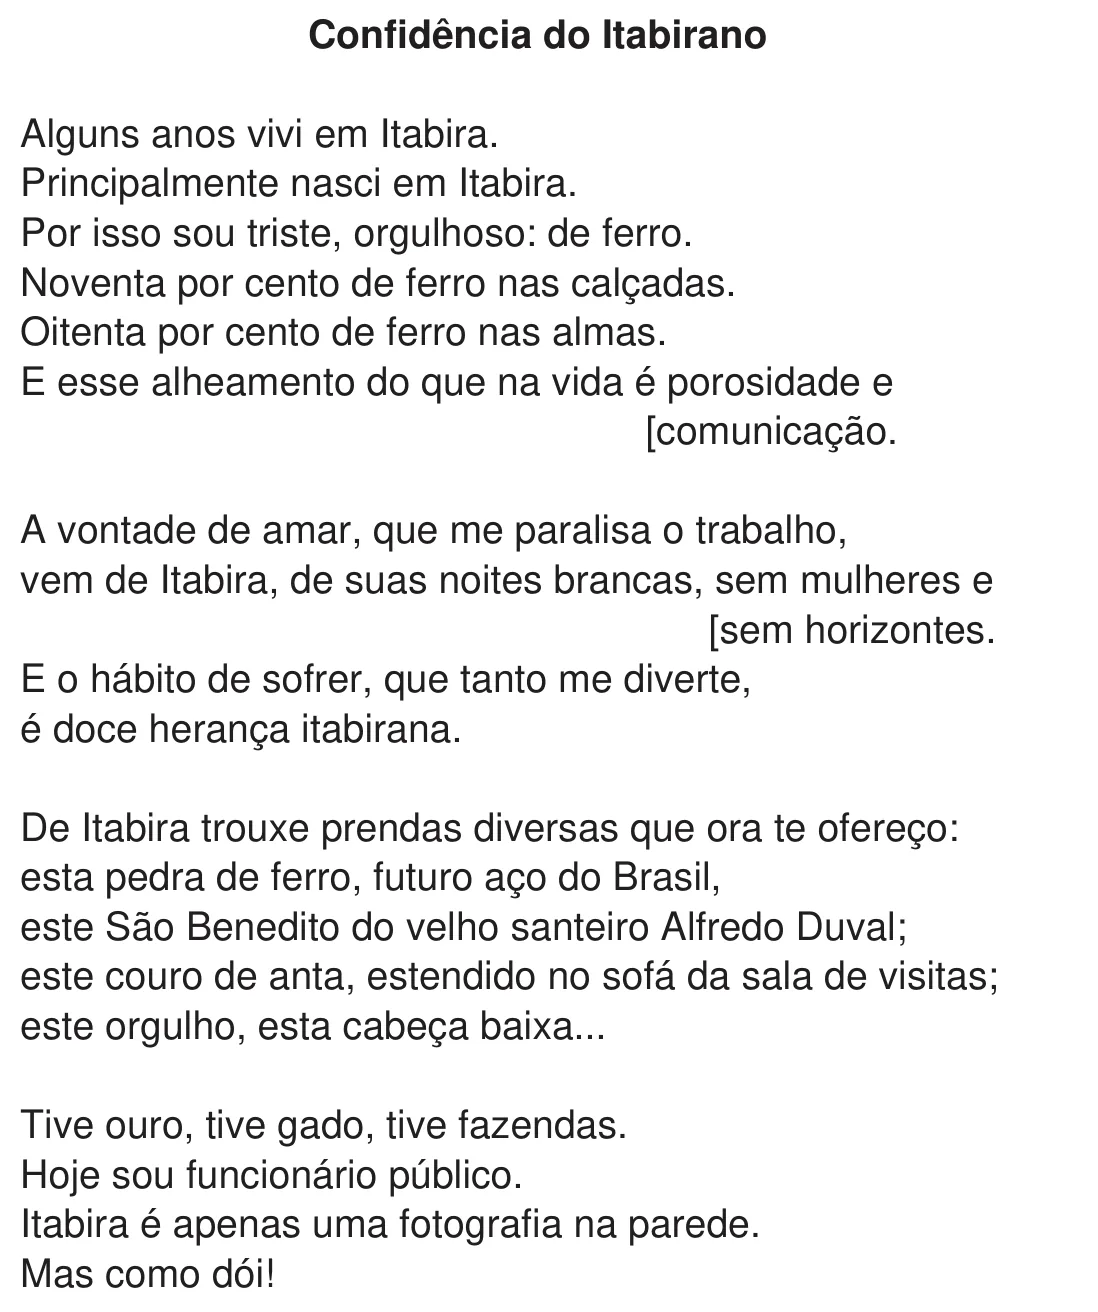 Confidência do Itabirano
Alguns anos vivi em Itabira.
Principalmente nasci em Itabira.
Por isso sou triste, orgulhoso: de ferro.
Noventa por cento de ferro nas calçadas.
Oitenta por cento de ferro nas almas.
E esse alheamento do que na vida é porosidade e
[comunicação.
A vontade de amar, que me paralisa o trabalho,
vem de Itabira, de suas noites brancas, sem mulheres e
[sem horizontes.
E o hábito de sofrer, que tanto me diverte,
é doce herança itabirana.
De Itabira trouxe prendas diversas que ora te ofereço:
esta pedra de ferro, futuro aço do Brasil,
este São Benedito do velho santeiro Alfredo Duval;
este couro de anta, estendido no sofá da sala de visitas;
este orgulho, esta cabeça baixa...
Tive ouro, tive gado, tive fazendas.
Hoje sou funcionário público.
Itabira é apenas uma fotografia na parede.
Mas como dói!